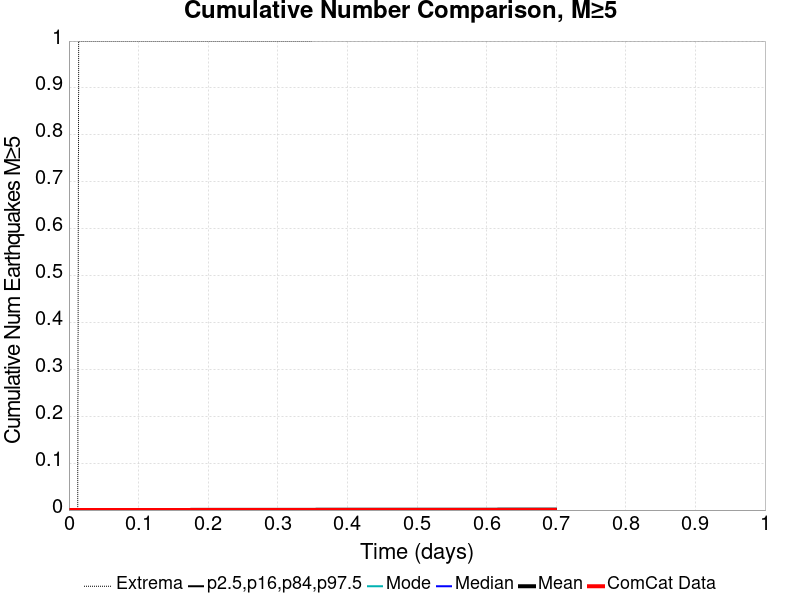 Cumulative Number Comparison, M≥5
Cumulative Num Earthquakes M≥5
1
0.9
0.8
0.7
0.6
0.5
0.4
0.3
0.2
0.1
0
0 0.1 0.2 0.3 0.4 0.5 0.6 0.7 0.8 0.9 1
Time (days)
Extrema p2.5,p16,p84,p97.5 Mode Median Mean ComCat Data